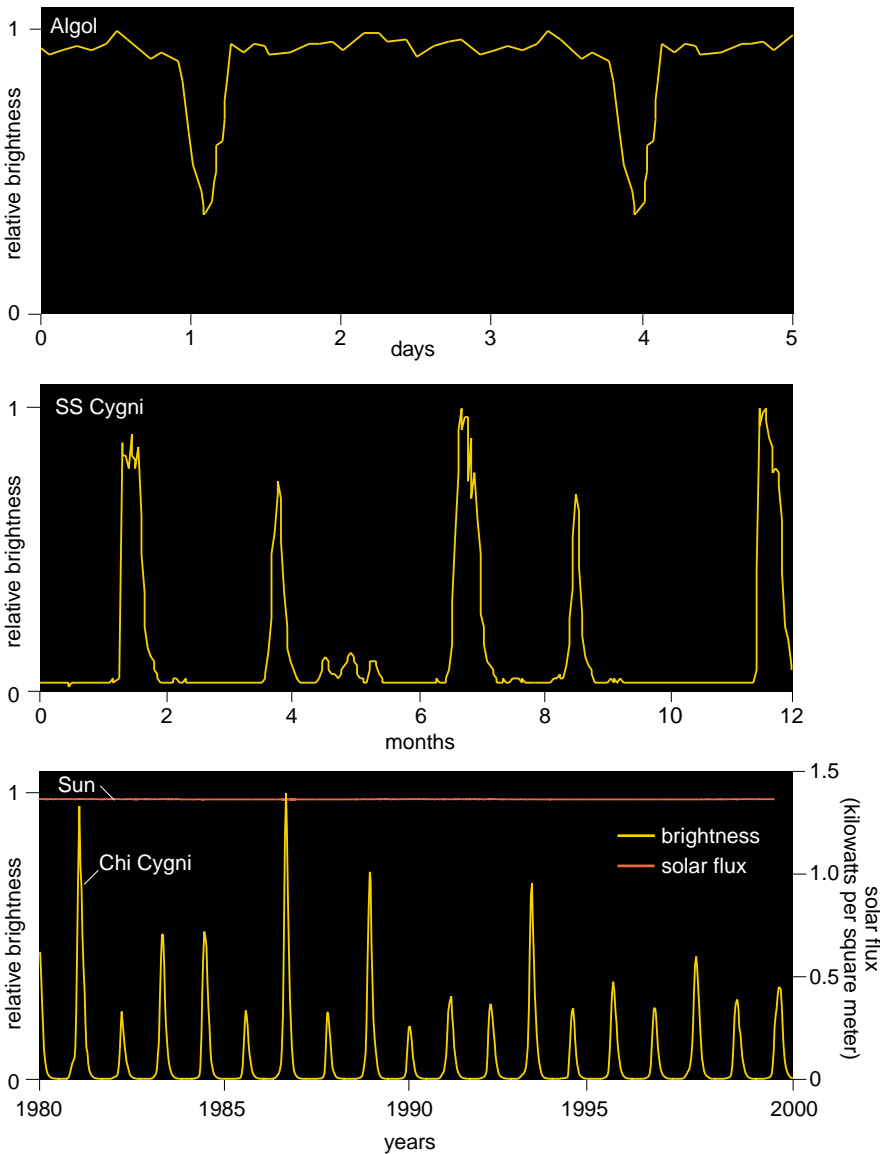 Algol
1
relative brightness
0
0 1 2 3 4 5
days
SS Cygni
1
relative brightness
0
0 2 4 6 8 10 12
months
Sun
Chi Cygni
brightness
solar flux
1
relative brightness
0
1.5
1.0
0.5
0
solar flux
(kilowatts per square meter)
1980 1985 1990 1995 2000
years